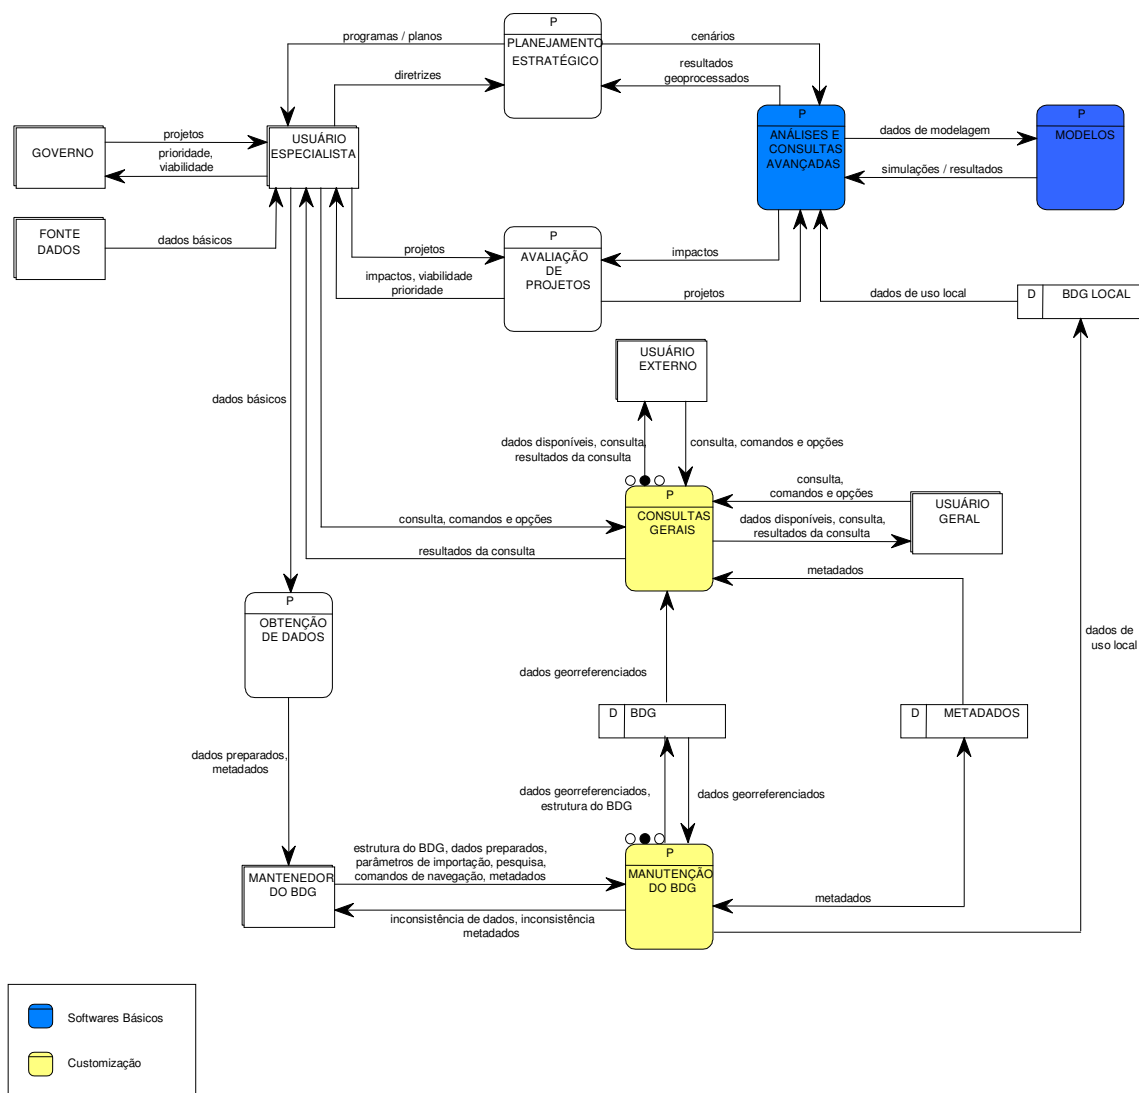 P
PLANEJAMENTO
ESTRATÉGICO
programas / planos
cenários
diretrizes
resultados
geoprocessados
GOVERNO
projetos
prioridade,
viabilidade
USUÁRIO
ESPECIALISTA
P
ANÁLISES E
CONSULTAS
AVANÇADAS
dados de modelagem
simulações / resultados
P
MODELOS
FONTE
DADOS
dados básicos
projetos
impactos, viabilidade
prioridade
P
AVALIAÇÃO
DE
PROJETOS
impactos
projetos
dados de uso local
D
BDG LOCAL
USUÁRIO
EXTERNO
dados básicos
dados disponíveis, consulta,
resultados da consulta
consulta, comandos e opções
P
CONSULTAS
GERAIS
consulta,
comandos e opções
dados disponíveis, consulta,
resultados da consulta
USUÁRIO
GERAL
consulta, comandos e opções
resultados da consulta
metadados
P
OBTENÇÃO
DE DADOS
dados de
uso local
dados georreferenciados
D
BDG
D
METADADOS
dados preparados,
metadados
dados georreferenciados,
estrutura do BDG
dados georreferenciados
estrutura do BDG, dados preparados,
parâmetros de importação, pesquisa,
comandos de navegação, metadados
MANTENEDOR
DO BDG
P
MANUTENÇÃO
DO BDG
metadados
inconsistência de dados, inconsistência
metadados
Softwares Básicos
Customização